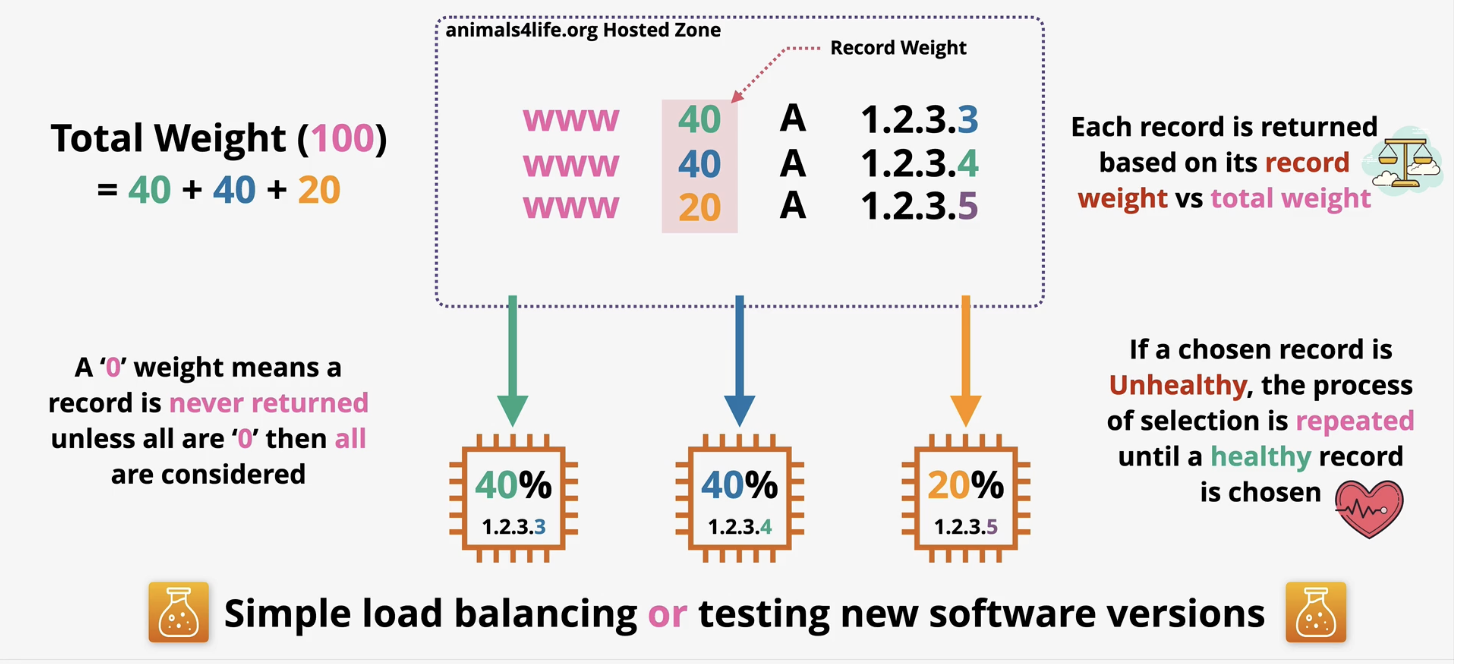 animals4life.org Hosted Zone
Record Weight
www 40 A 1.2.3.3
www 40 A 1.2.3.4
www 20 A 1.2.3.5
Total Weight (100)
= 40 + 40 + 20
Each record is returned
based on its record
weight vs total weight
A ‘0’ weight means a
record is never returned
unless all are ‘0’ then all
are considered
40%
1.2.3.3
40%
1.2.3.4
20%
1.2.3.5
If a chosen record is
Unhealthy, the process
of selection is repeated
until a healthy record
is chosen
Simple load balancing or testing new software versions